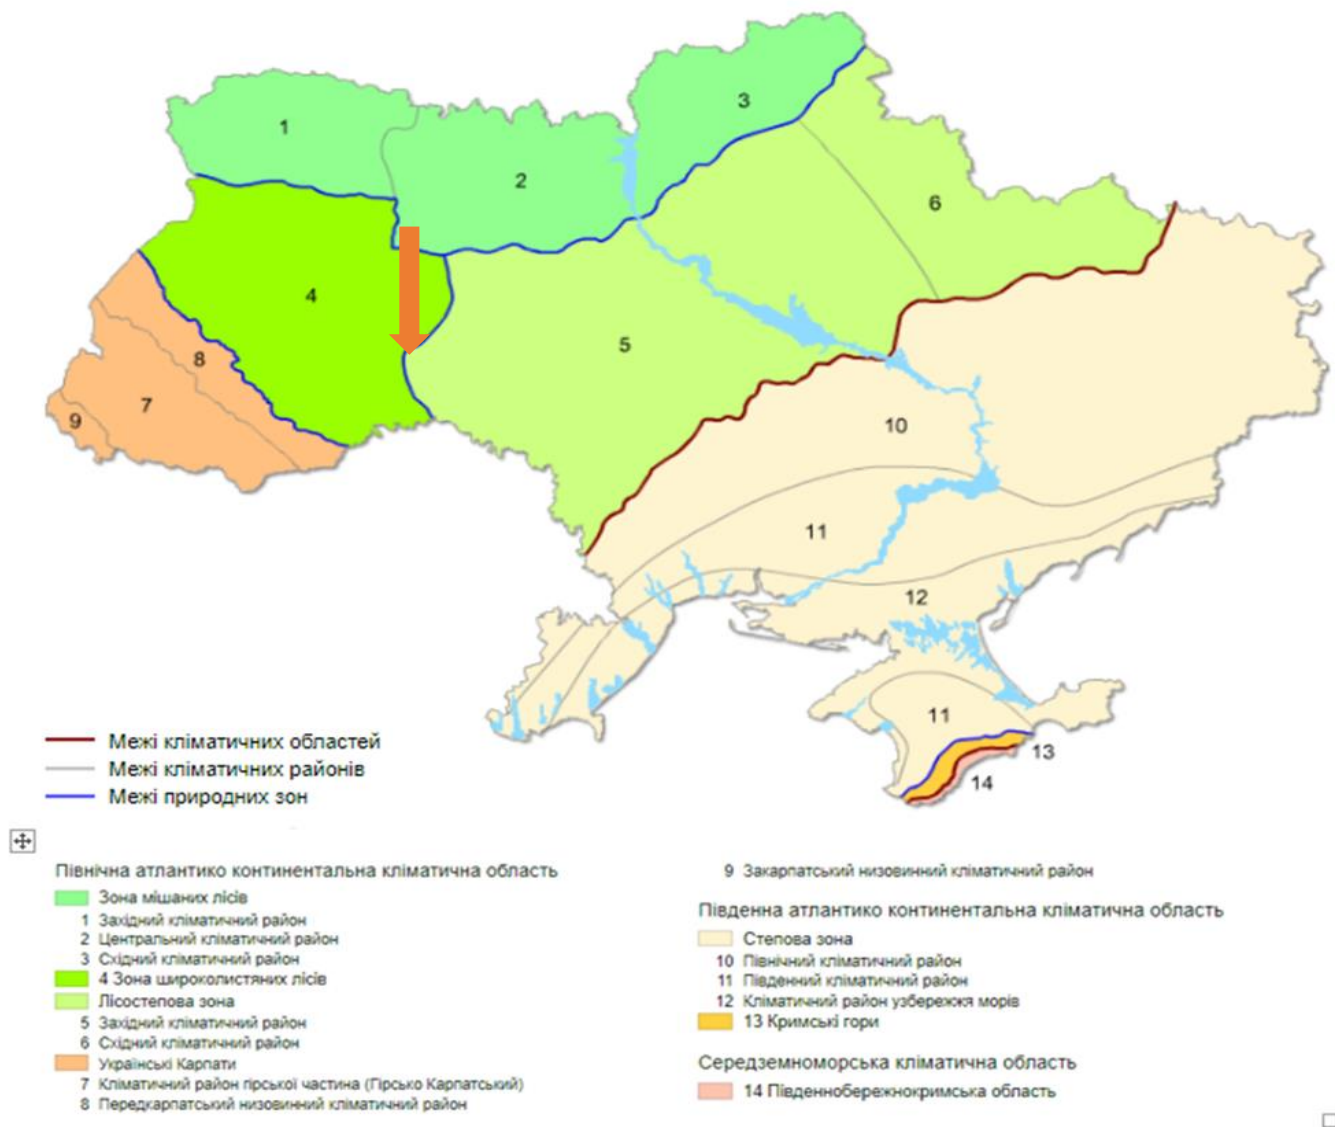 1
3
2
6
4
5
8
7
9
10
11
12
11
13
14
Межі кліматичних областей
Межі кліматичних районів
Межі природних зон
Північна атлантико континентальна кліматична область
Зона мішаних лісів
1 Західний кліматичний район
2 Центральний кліматичний район
3 Східний кліматичний район
4 Зона широколистяних лісів
Лісостепова зона
5 Західний кліматичний район
6 Східний кліматичний район
Українські Карпати
7 Кліматичний район гірської частина (Гірсько Карпатський)
8 Передкарпатський низовинний кліматичний район
9 Закарпатський низовинний кліматичний район
Південна атлантико континентальна кліматична область
Степова зона
10 Північний кліматичний район
11 Південний кліматичний район
12 Кліматичний район узбережжя морів
13 Кримські гори
Середземноморська кліматична область
14 Південнобережнокримська область